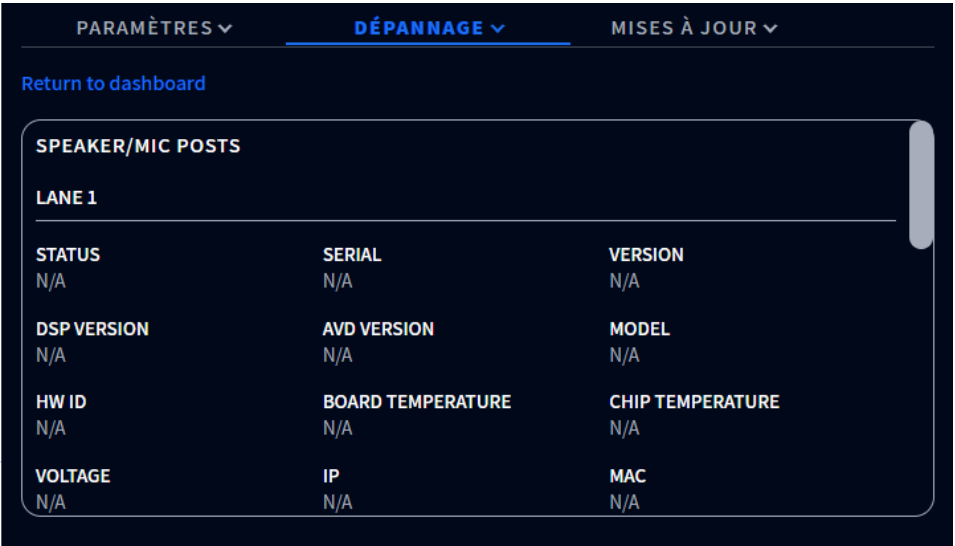 PARAMÈTRES DÉPANNAGE MISES À JOUR
Return to dashboard
SPEAKER/MIC POSTS
LANE 1
STATUS SERIAL VERSION
N/A N/A N/A
DSP VERSION AVD VERSION MODEL
N/A N/A N/A
HW ID BOARD TEMPERATURE CHIP TEMPERATURE
N/A N/A N/A
VOLTAGE IP MAC
N/A N/A N/A